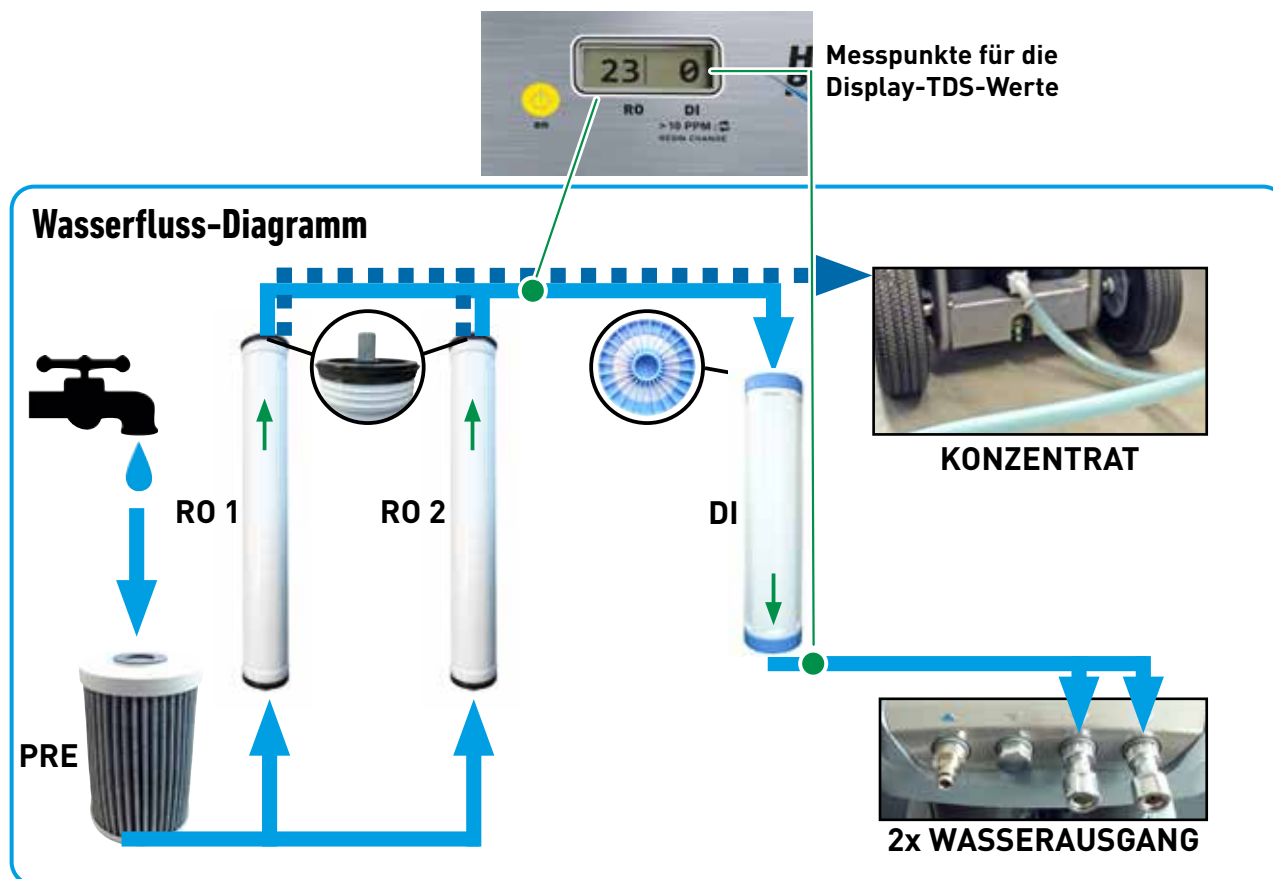 23 0
Messpunkte für die
Display-TDS-Werte
on
RO DI
>10 PPM:
BEGIN CHANGE
Wasserfluss-Diagramm
KONZENTRAT
RO 1
RO 2
DI
PRE
2x WASSERAUSGANG